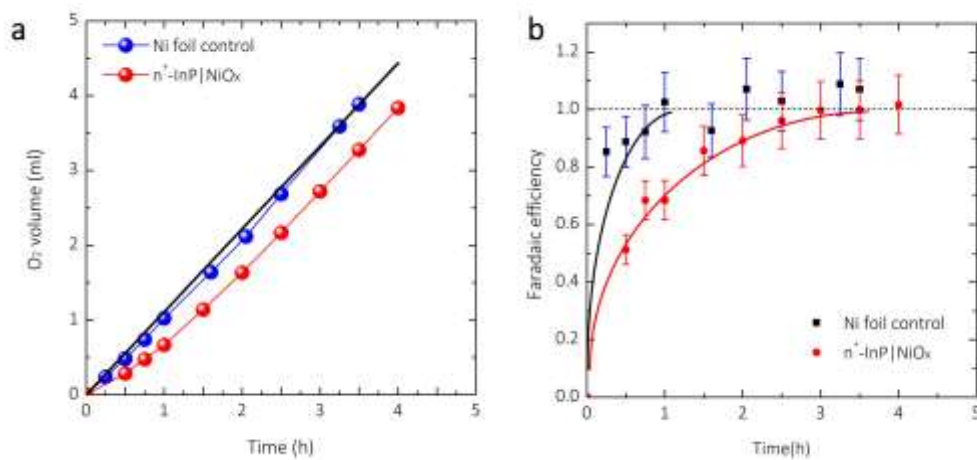 a
5
4
3
2
1
0
0 1 2 3 4 5
O₂ volume (ml)
Time (h)
Ni foil control
n⁺-InP|NiOₓ
b
1.2
1.0
0.8
0.6
0.4
0.2
0.0
0 1 2 3 4 5
Faradaic efficiency
Time(h)
Ni foil control
n⁺-InP|NiOₓ